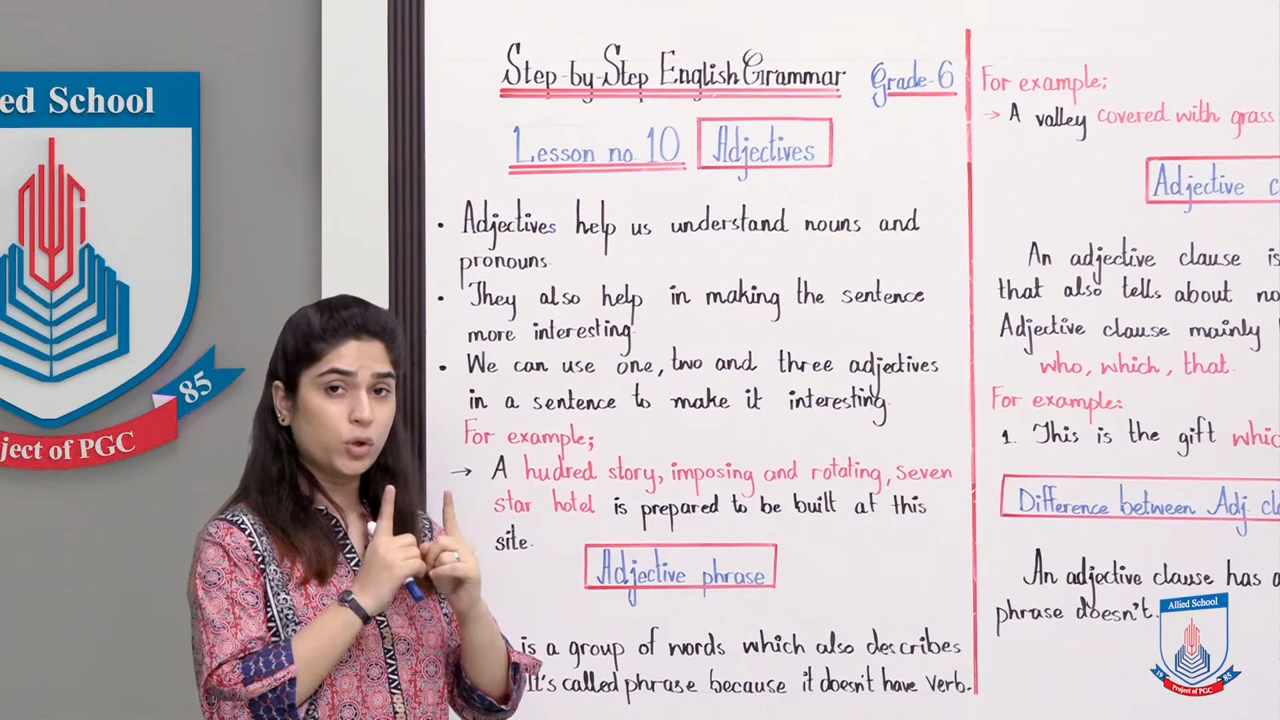 ed School
85
ject of PGC
Step-by-Step English Grammar Grade-6
Lesson no. 10 Adjectives
• Adjectives help us understand nouns and
pronouns.
• They also help in making the sentence
more interesting
• We can use one, two and three adjectives
in a sentence to make it interesting.
For example;
→ A hudred story, imposing and rotating, seven
star hotel is prepared to be built at this
site.
Adjective phrase
is a group of words which also describes
It's called phrase because it doesn't have verb.
For example;
→ A valley covered with grass
Adjective c
An adjective clause is
that also tells about no
Adjective clause mainly
who, which, that.
For example:
1. This is the gift whic
Difference between Adj. cla
An adjective clause has a
phrase doesn't.
Allied School
19 85
Project of PGC